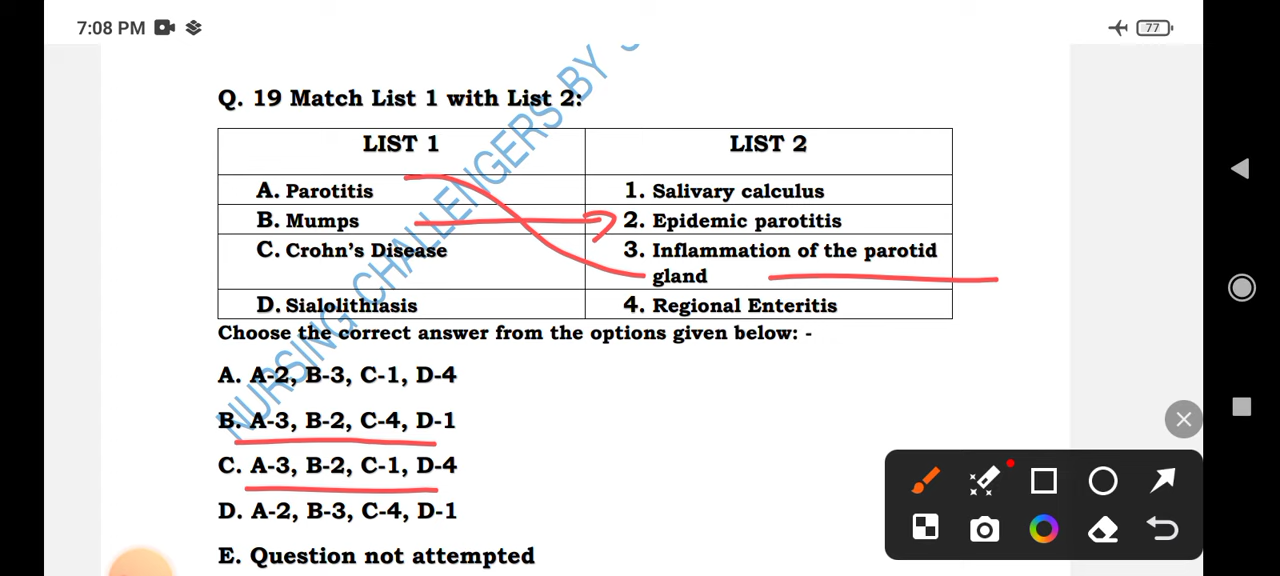 7:08 PM
77
NURSING CHALLENGERS BY
Q. 19 Match List 1 with List 2:
LIST 1 LIST 2
A. Parotitis 1. Salivary calculus
B. Mumps 2. Epidemic parotitis
C. Crohn's Disease 3. Inflammation of the parotid
gland
D. Sialolithiasis 4. Regional Enteritis
Choose the correct answer from the options given below: -
A. A-2, B-3, C-1, D-4
B. A-3, B-2, C-4, D-1
C. A-3, B-2, C-1, D-4
D. A-2, B-3, C-4, D-1
E. Question not attempted